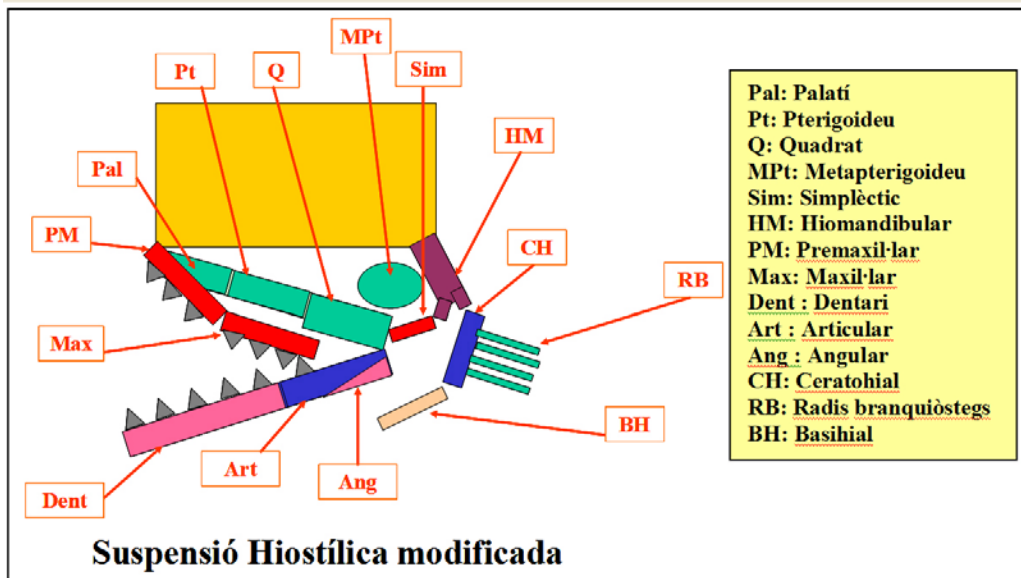 MPt
Pt
Q
Sim
HM
Pal
PM
CH
RB
Max
BH
Art
Ang
Dent
Pal: Palatí
Pt: Pterigoideu
Q: Quadrat
MPt: Metapterigoideu
Sim: Simplèctic
HM: Hiomandibular
PM: Premaxil·lar
Max: Maxil·lar
Dent : Dentari
Art : Articular
Ang : Angular
CH: Ceratohial
RB: Radis branquiòstegs
BH: Basihial
Suspensió Hiostílica modificada